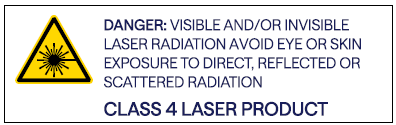 DANGER: VISIBLE AND/OR INVISIBLE
LASER RADIATION AVOID EYE OR SKIN
EXPOSURE TO DIRECT, REFLECTED OR
SCATTERED RADIATION
CLASS 4 LASER PRODUCT